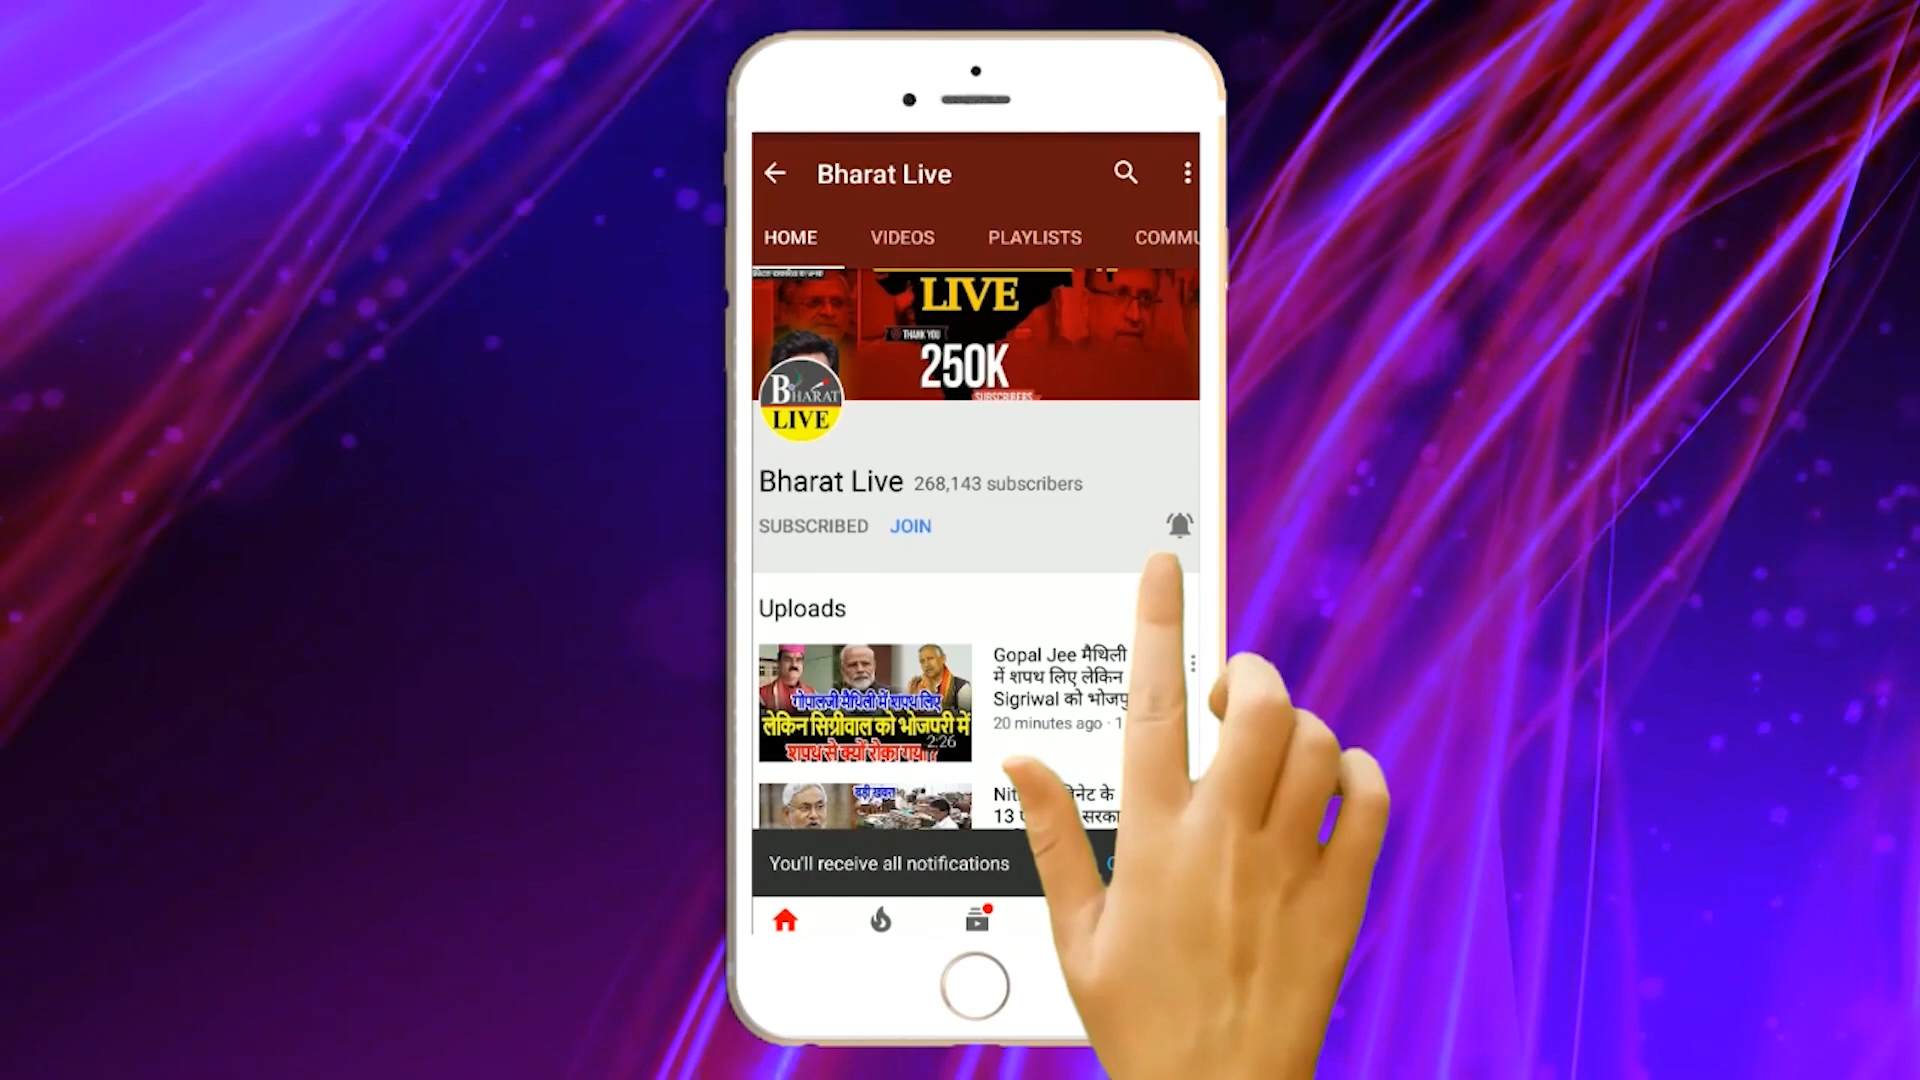 Bharat Live
HOME VIDEOS PLAYLISTS COMMU
LIVE
THANK YOU
250K
SUBSCRIBERS
BHARAT
LIVE
Bharat Live 268,143 subscribers
SUBSCRIBED JOIN
Uploads
गोपालजी मैथिली में शपथ लिए
लेकिन सिग्रीवाल को भोजपुरी में
शपथ से क्यों रोका गया
2:26
Gopal Jee मैथिली
में शपथ लिए लेकिन
Sigriwal को भोजपु
20 minutes ago · 1
बड़ी खबर
Nit
के
13
सरका
You'll receive all notifications